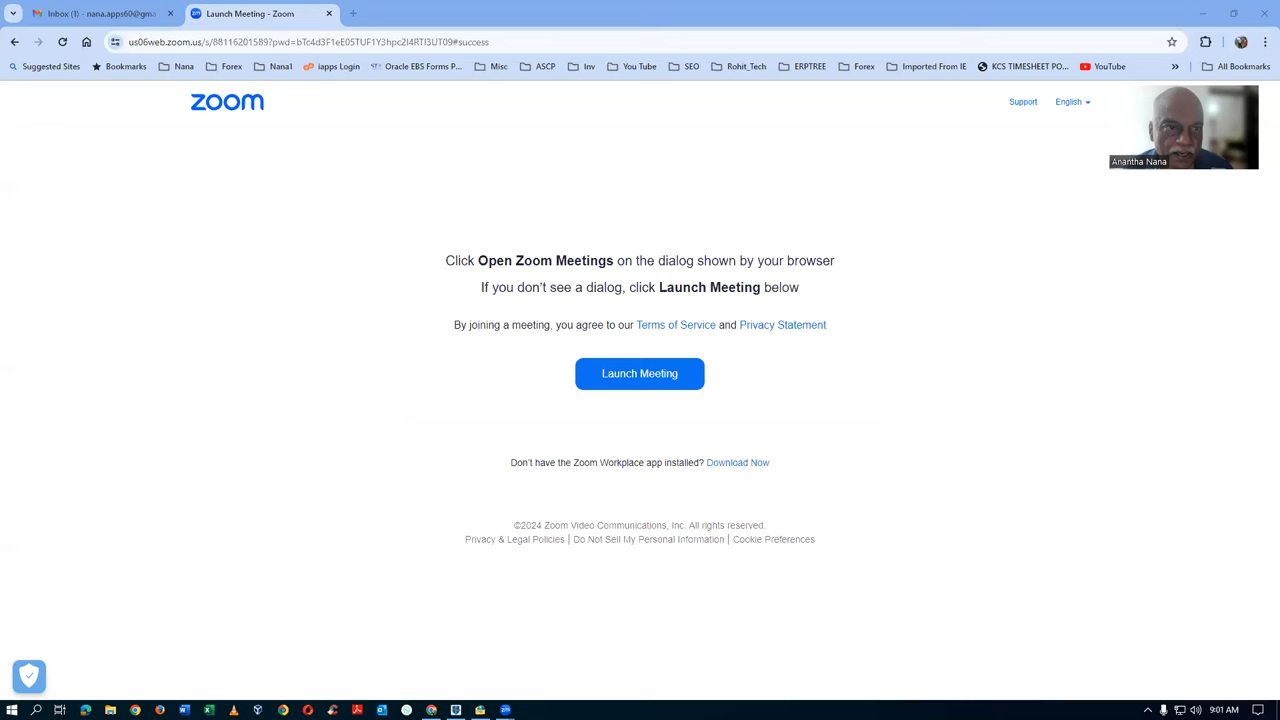 Inbox (1) - nana.apps60@gma
Launch Meeting - Zoom
us06web.zoom.us/s/88116201589?pwd=bTc4d3F1eE05TUF1Y3hpc2I4RTI3UT09#success
Suggested Sites Bookmarks Nana Forex Nana1 iapps Login Oracle EBS Forms P... Misc ASCP Inv You Tube SEO Rohit_Tech ERPTREE Forex Imported From IE KCS TIMESHEET PO... YouTube » All Bookmarks
zoom
Support English
Anantha Nana
Click Open Zoom Meetings on the dialog shown by your browser
If you don't see a dialog, click Launch Meeting below
By joining a meeting, you agree to our Terms of Service and Privacy Statement
Launch Meeting
Don't have the Zoom Workplace app installed? Download Now
©2024 Zoom Video Communications, Inc. All rights reserved.
Privacy & Legal Policies | Do Not Sell My Personal Information | Cookie Preferences
9:01 AM